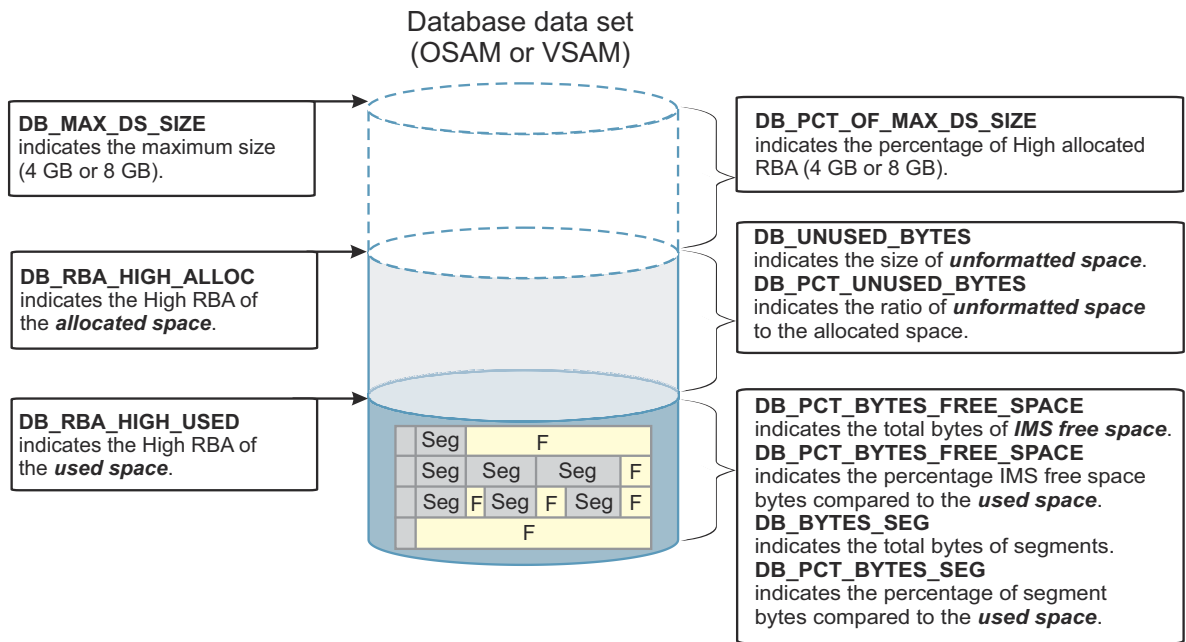 Database data set
(OSAM or VSAM)
DB_MAX_DS_SIZE
indicates the maximum size
(4 GB or 8 GB).
DB_RBA_HIGH_ALLOC
indicates the High RBA of
the allocated space.
DB_RBA_HIGH_USED
indicates the High RBA of
the used space.
Seg F
Seg Seg Seg F
Seg F Seg F Seg F
F
DB_PCT_OF_MAX_DS_SIZE
indicates the percentage of High allocated
RBA (4 GB or 8 GB).
DB_UNUSED_BYTES
indicates the size of unformatted space.
DB_PCT_UNUSED_BYTES
indicates the ratio of unformatted space
to the allocated space.
DB_PCT_BYTES_FREE_SPACE
indicates the total bytes of IMS free space.
DB_PCT_BYTES_FREE_SPACE
indicates the percentage IMS free space
bytes compared to the used space.
DB_BYTES_SEG
indicates the total bytes of segments.
DB_PCT_BYTES_SEG
indicates the percentage of segment
bytes compared to the used space.